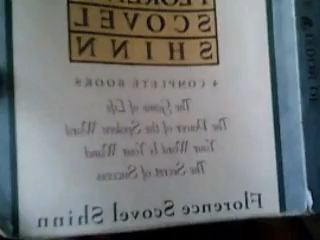 FLOREN
SCOVEL
SHINN
4 COMPLETE BOOKS
The Game of Life
The Power of the Spoken Word
Your Word Is Your Wand
The Secret of Success
Florence Scovel Shinn